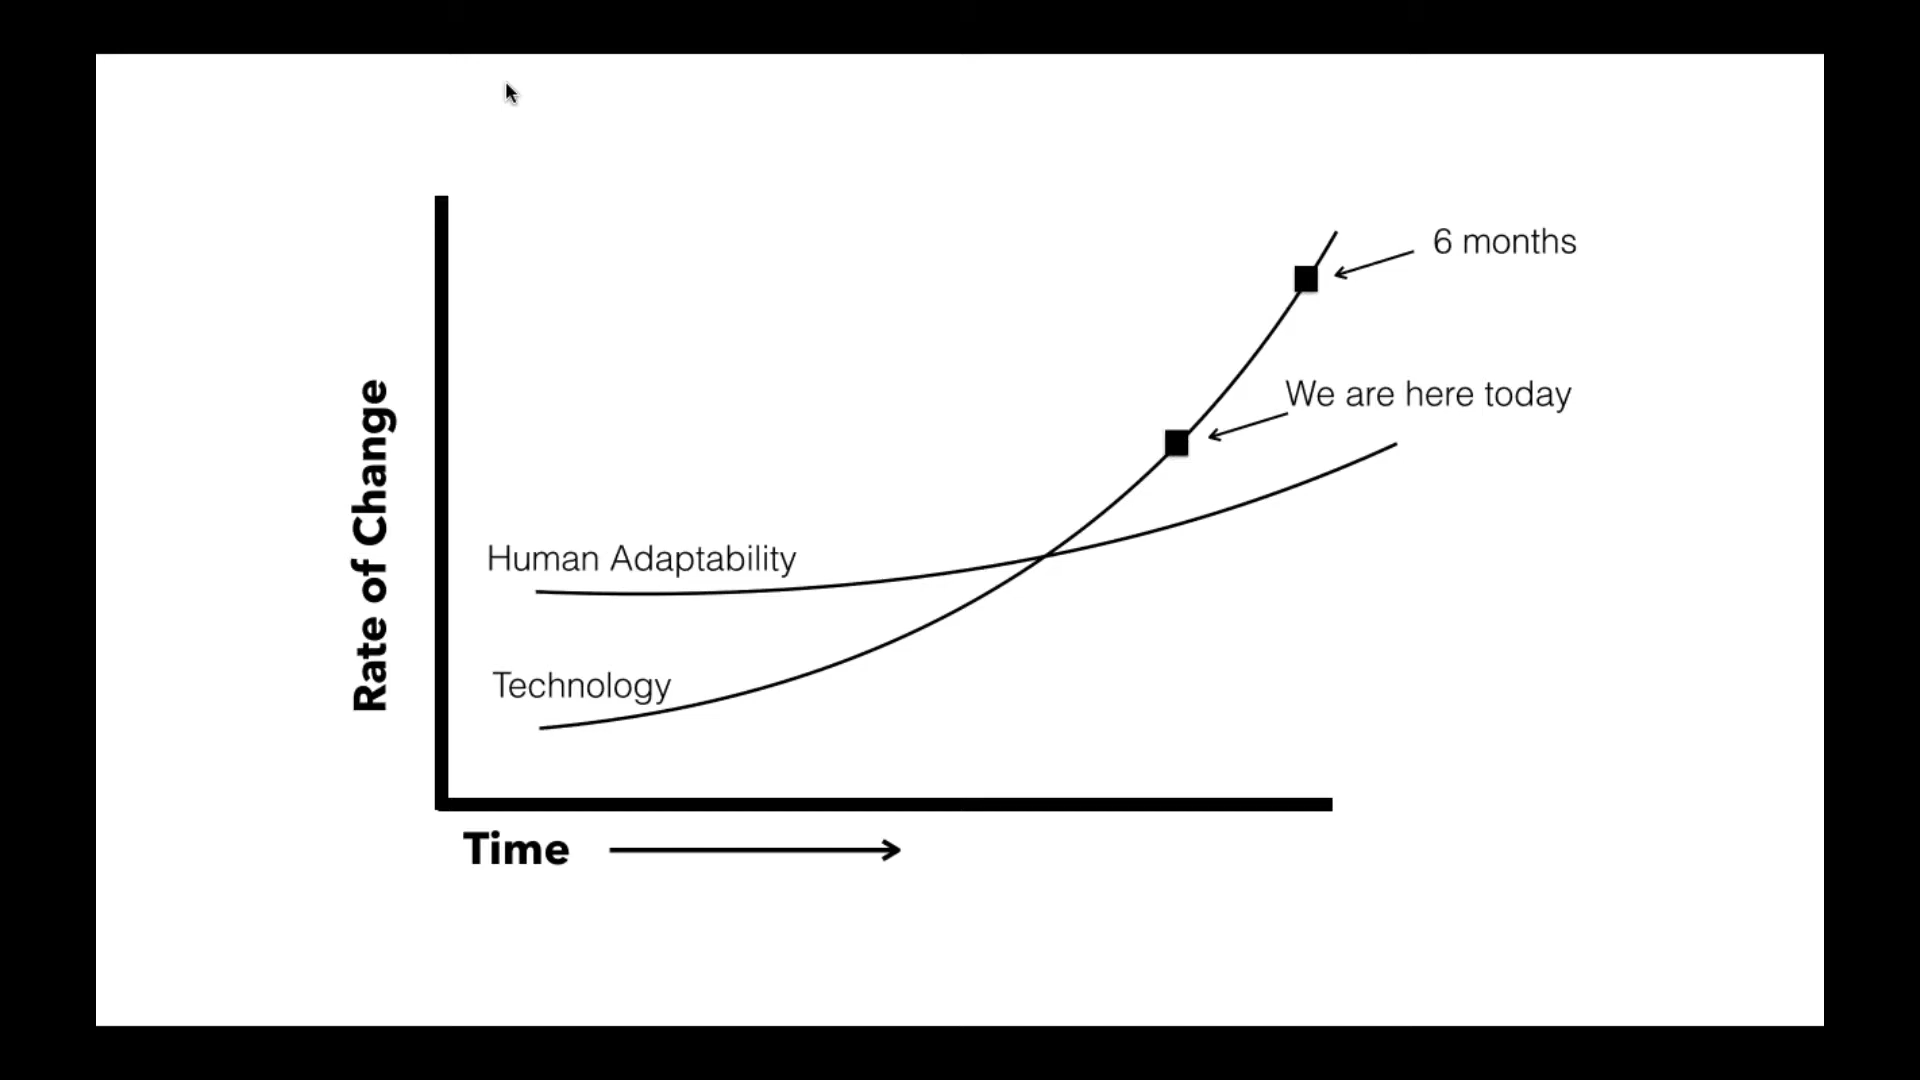 6 months
We are here today
Rate of Change
Human Adaptability
Technology
Time